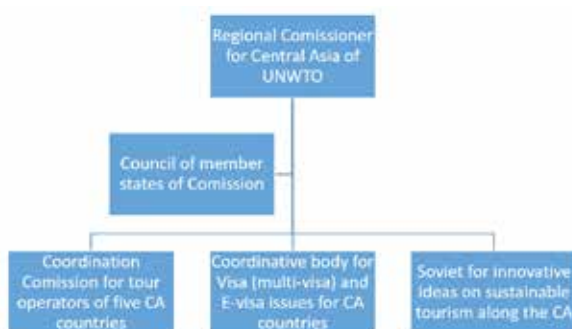 Regional Comissioner
for Central Asia of
UNWTO
Council of member
states of Comission
Coordination
Comission for tour
operators of five CA
countries
Coordinative body for
Visa (multi-visa) and
E-visa issues for CA
countries
Soviet for innovative
ideas on sustainable
tourism along the CA